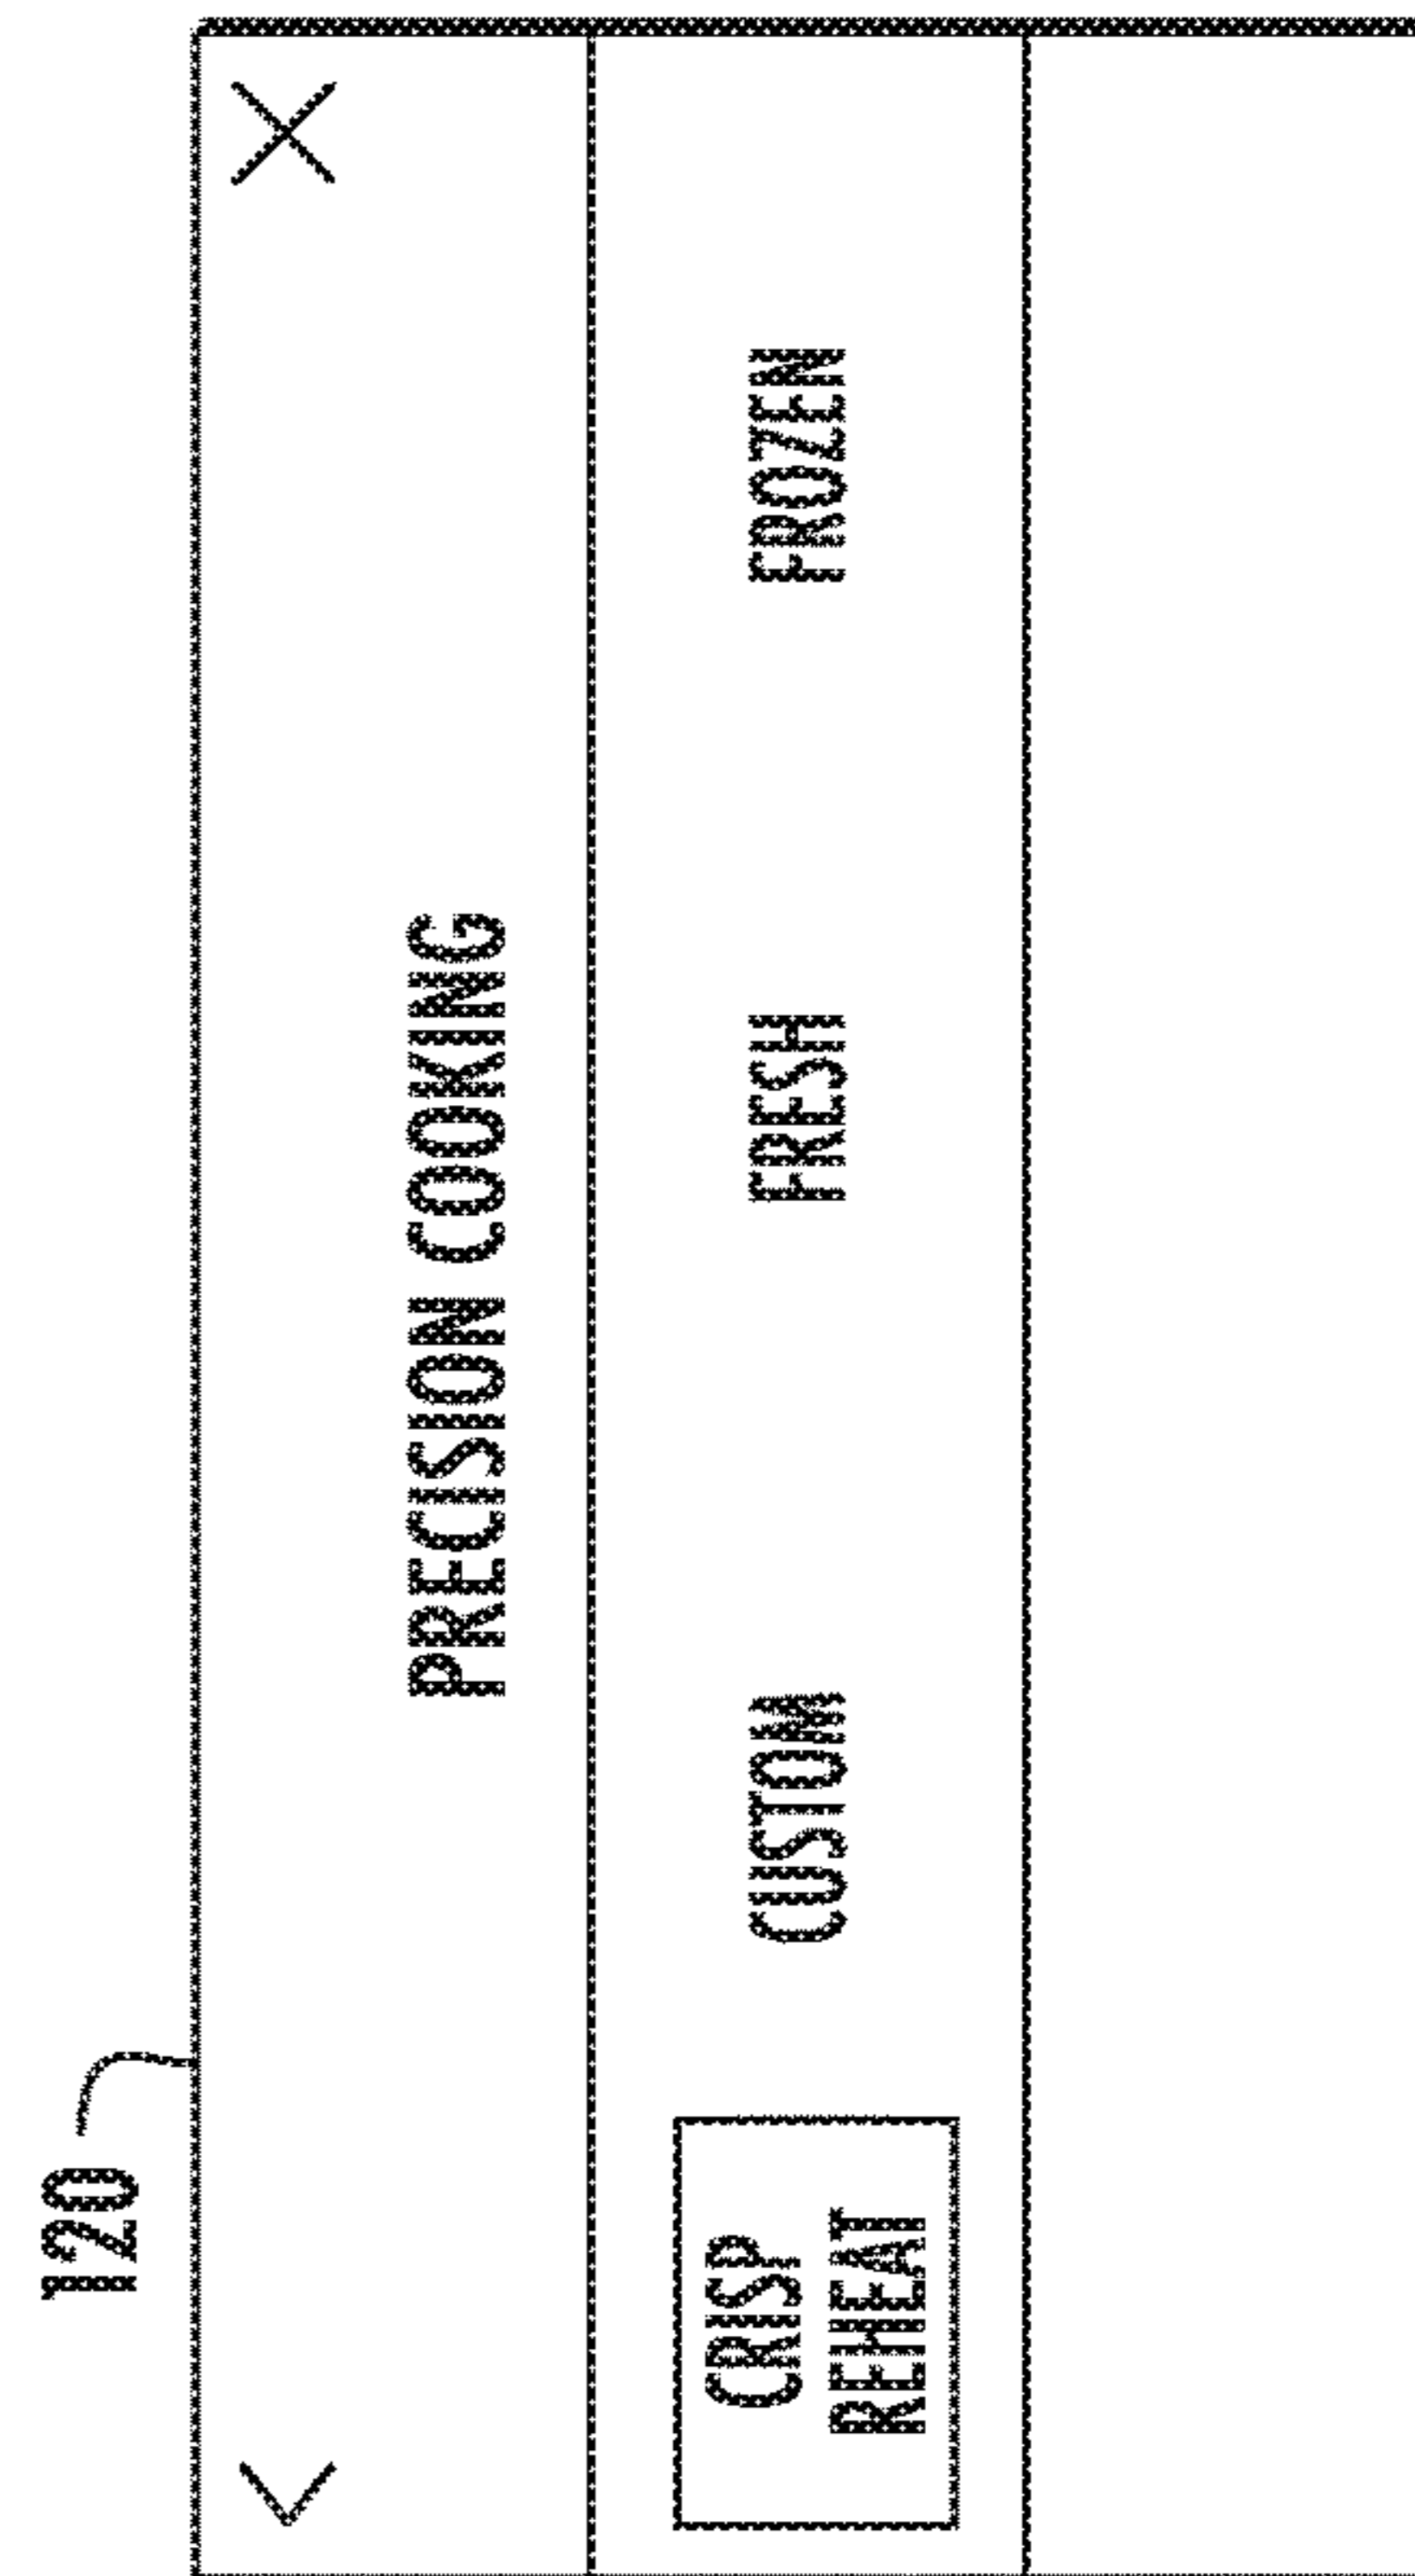 120
PRECISION COOKING
CRISP
REHEAT
CUSTOM
FRESH
FROZEN